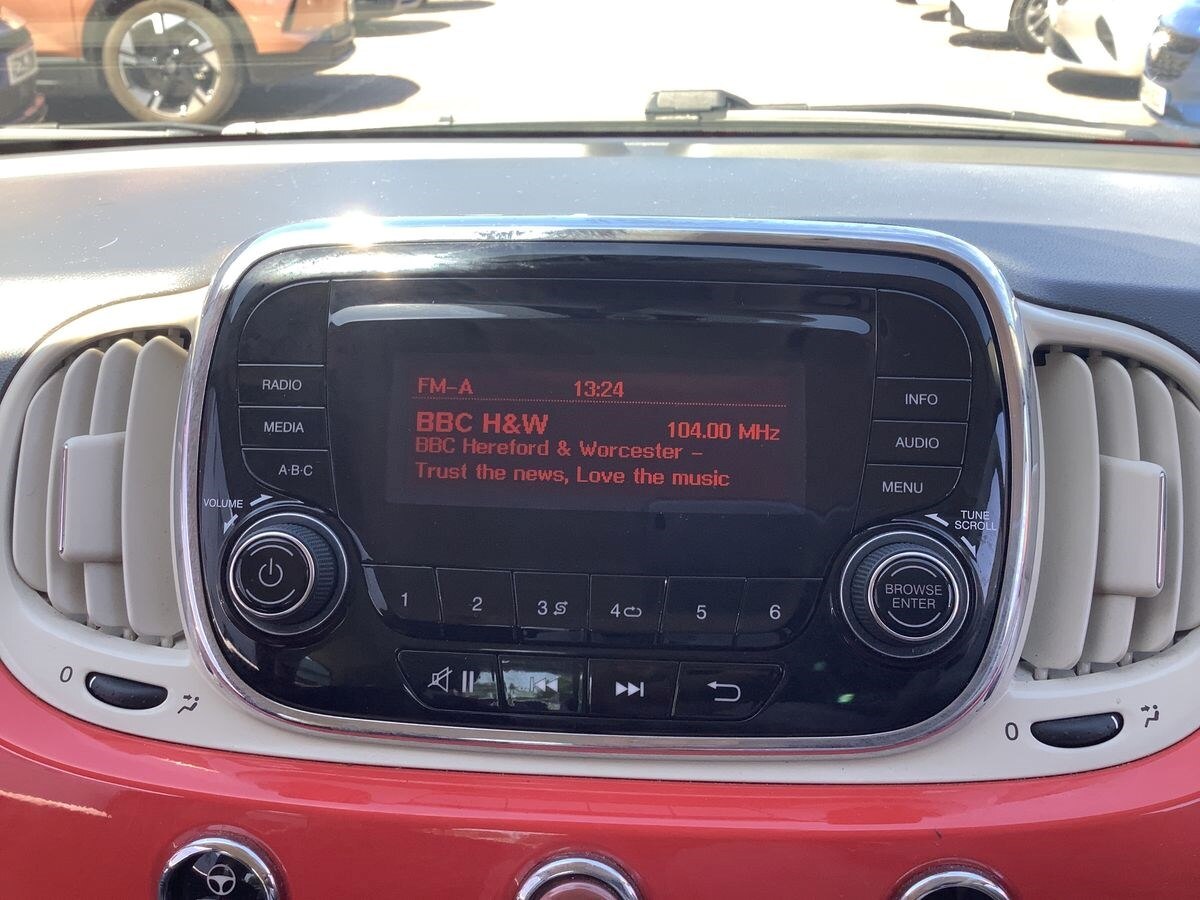 FM-A 13:24
BBC H&W 104.00 MHz
BBC Hereford & Worcester –
Trust the news, Love the music
RADIO
MEDIA
A·B·C
VOLUME
INFO
AUDIO
MENU
TUNE
SCROLL
BROWSE
ENTER
1 2 3 4 5 6
0
0